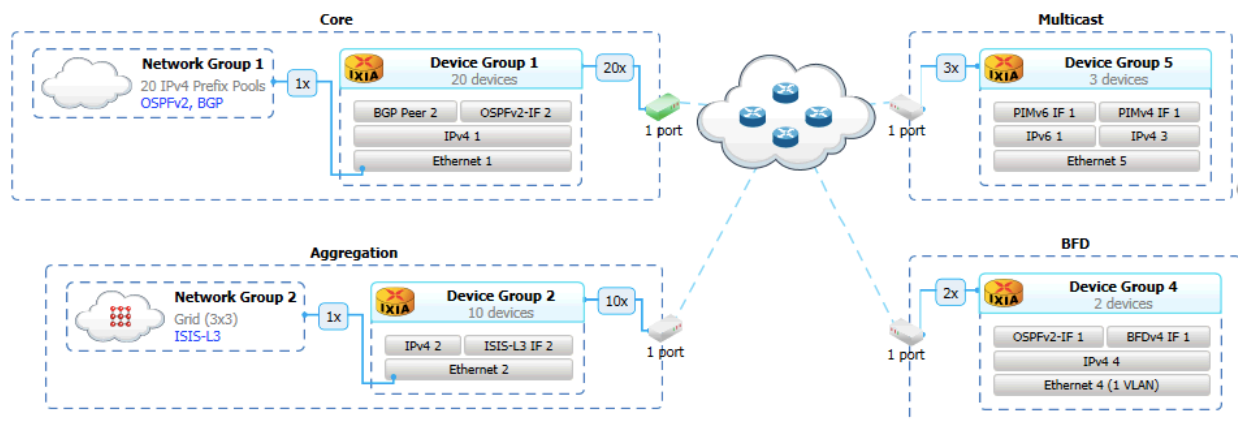 Core
Network Group 1
20 IPv4 Prefix Pools
OSPFv2, BGP
1x
IXIA
Device Group 1
20 devices
BGP Peer 2
OSPFv2-IF 2
IPv4 1
Ethernet 1
20x
1 port
Multicast
3x
1 port
IXIA
Device Group 5
3 devices
PIMv6 IF 1
PIMv4 IF 1
IPv6 1
IPv4 3
Ethernet 5
Aggregation
Network Group 2
Grid (3x3)
ISIS-L3
1x
IXIA
Device Group 2
10 devices
IPv4 2
ISIS-L3 IF 2
Ethernet 2
10x
1 port
BFD
2x
1 port
IXIA
Device Group 4
2 devices
OSPFv2-IF 1
BFDv4 IF 1
IPv4 4
Ethernet 4 (1 VLAN)